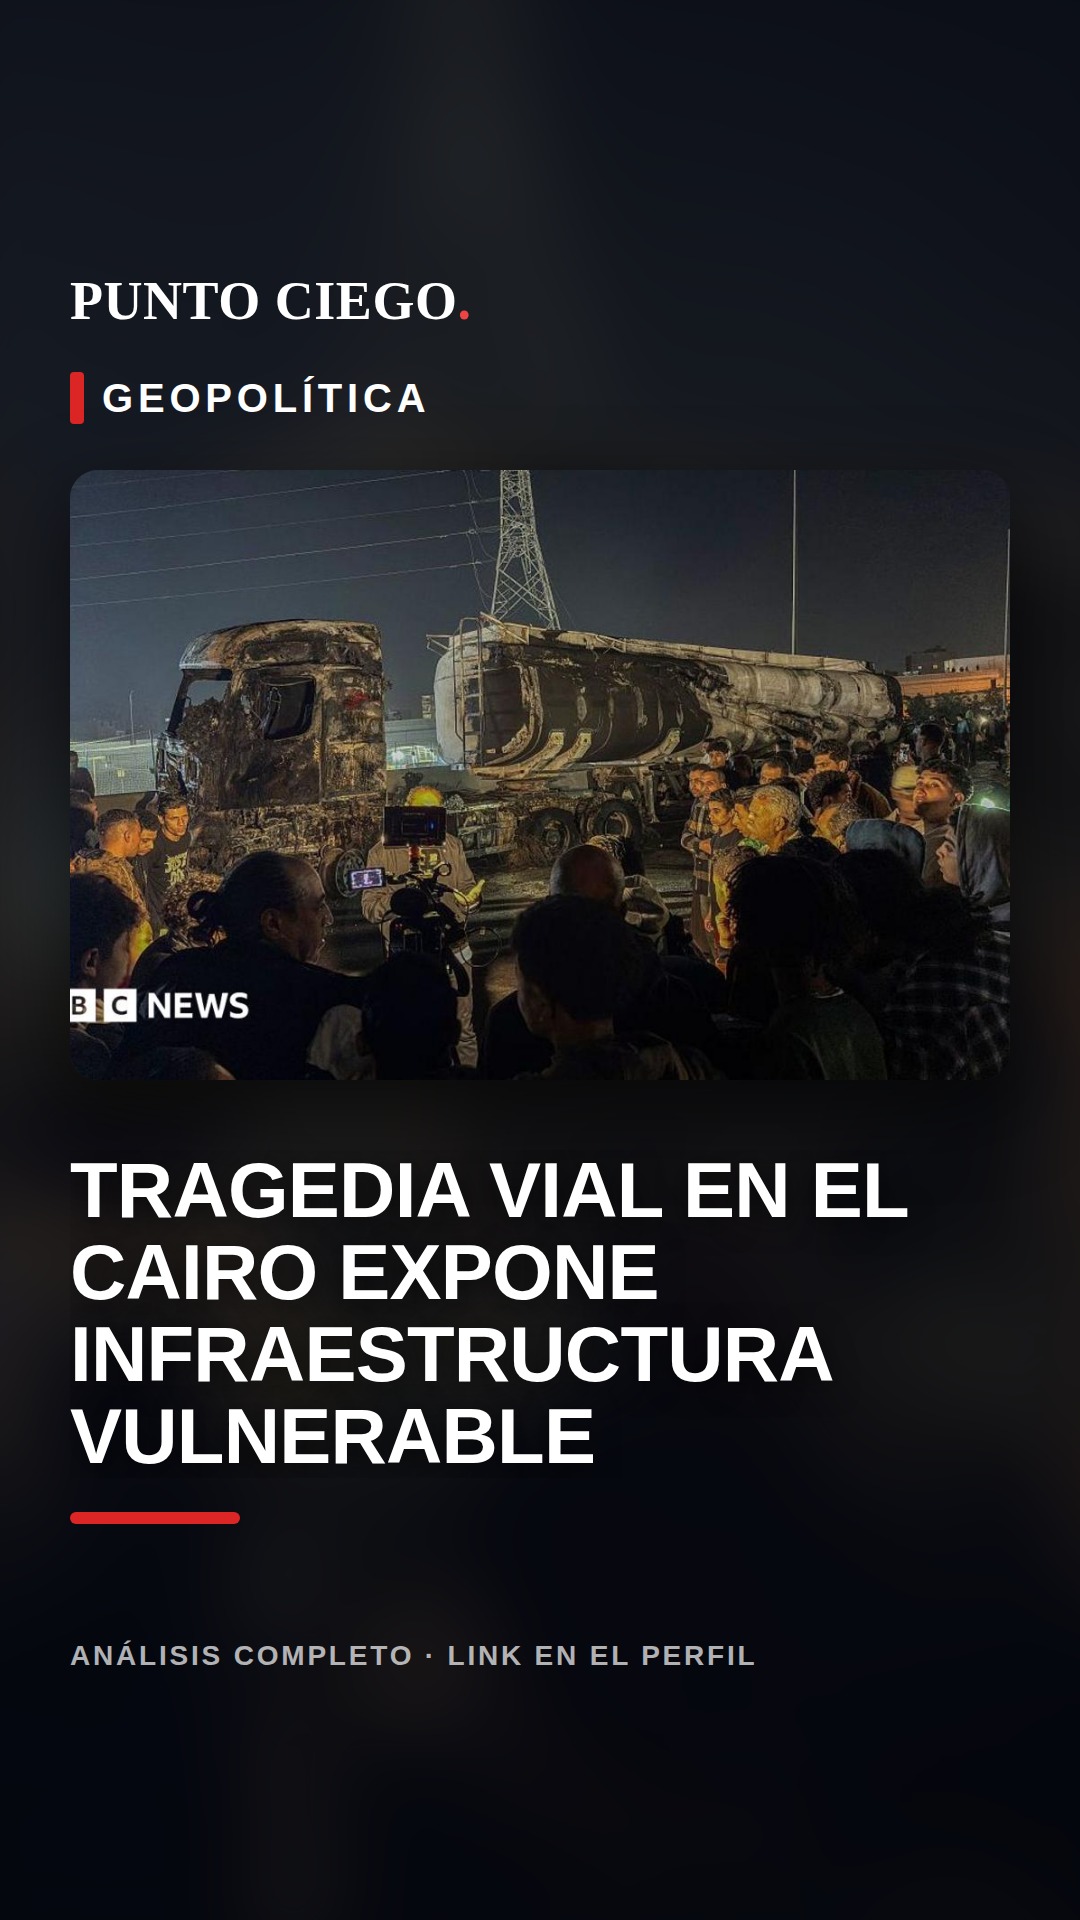 PUNTO CIEGO.
GEOPOLÍTICA
BBC NEWS
TRAGEDIA VIAL EN EL
CAIRO EXPONE
INFRAESTRUCTURA
VULNERABLE
ANÁLISIS COMPLETO · LINK EN EL PERFIL